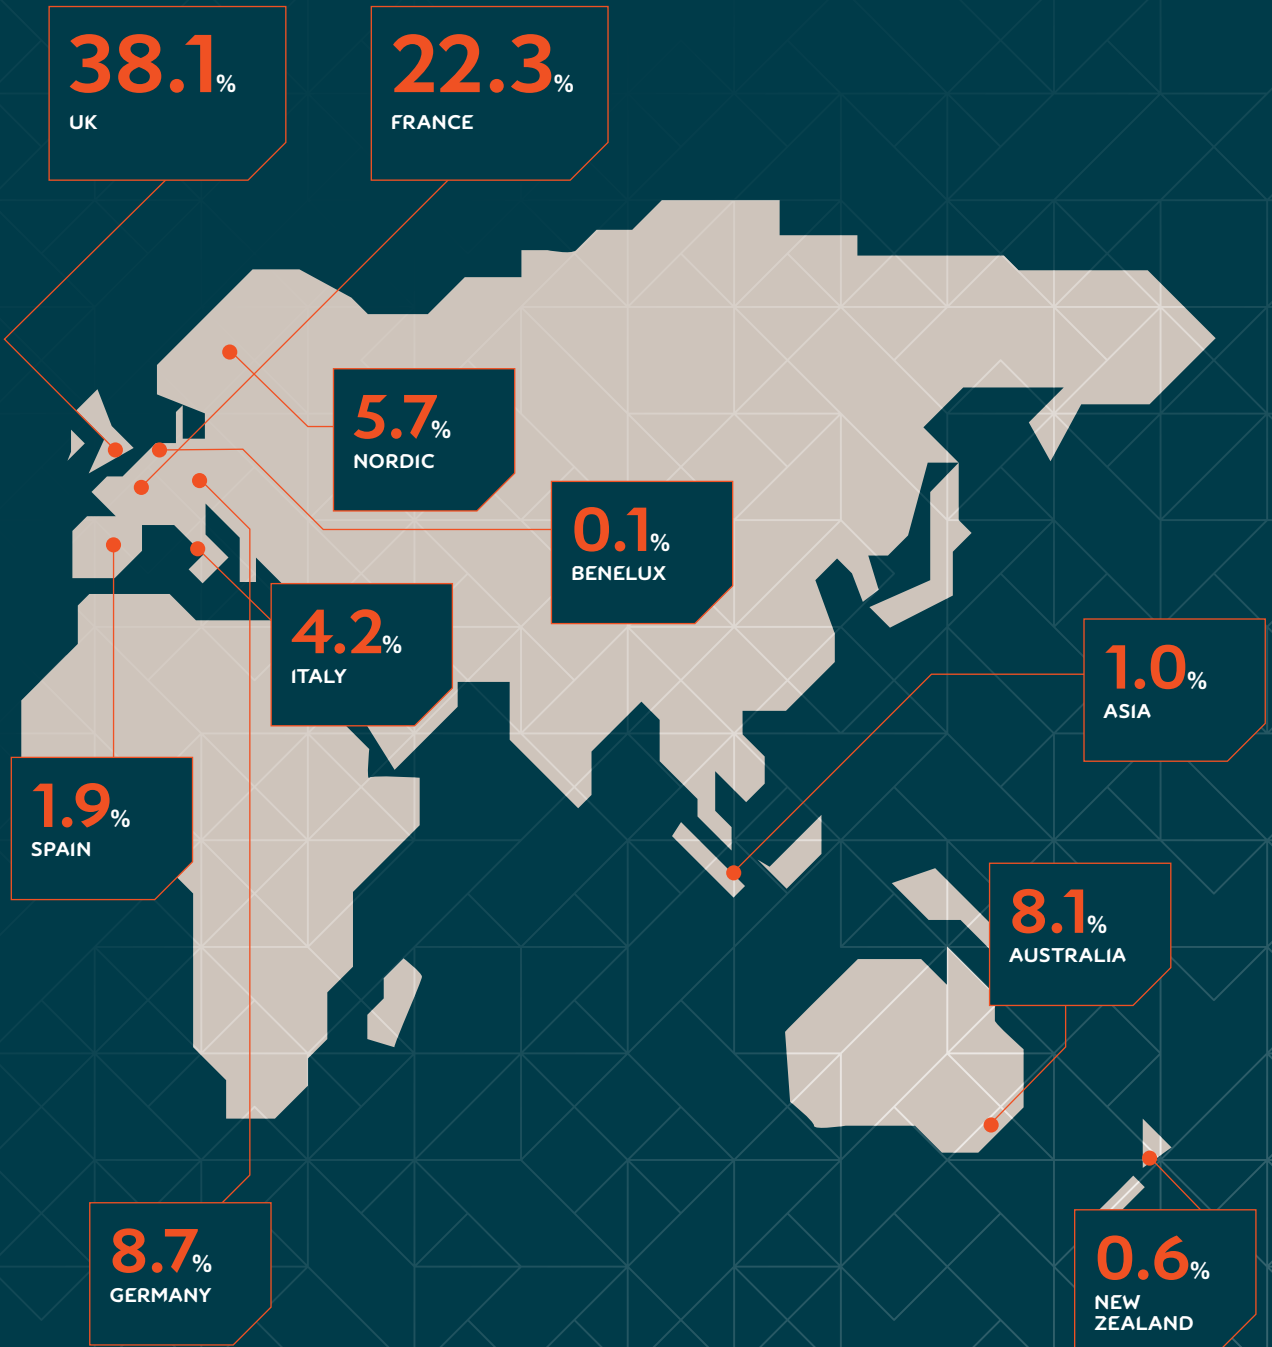 38.1%
UK
22.3%
FRANCE
5.7%
NORDIC
0.1%
BENELUX
4.2%
ITALY
1.0%
ASIA
1.9%
SPAIN
8.1%
AUSTRALIA
8.7%
GERMANY
0.6%
NEW
ZEALAND